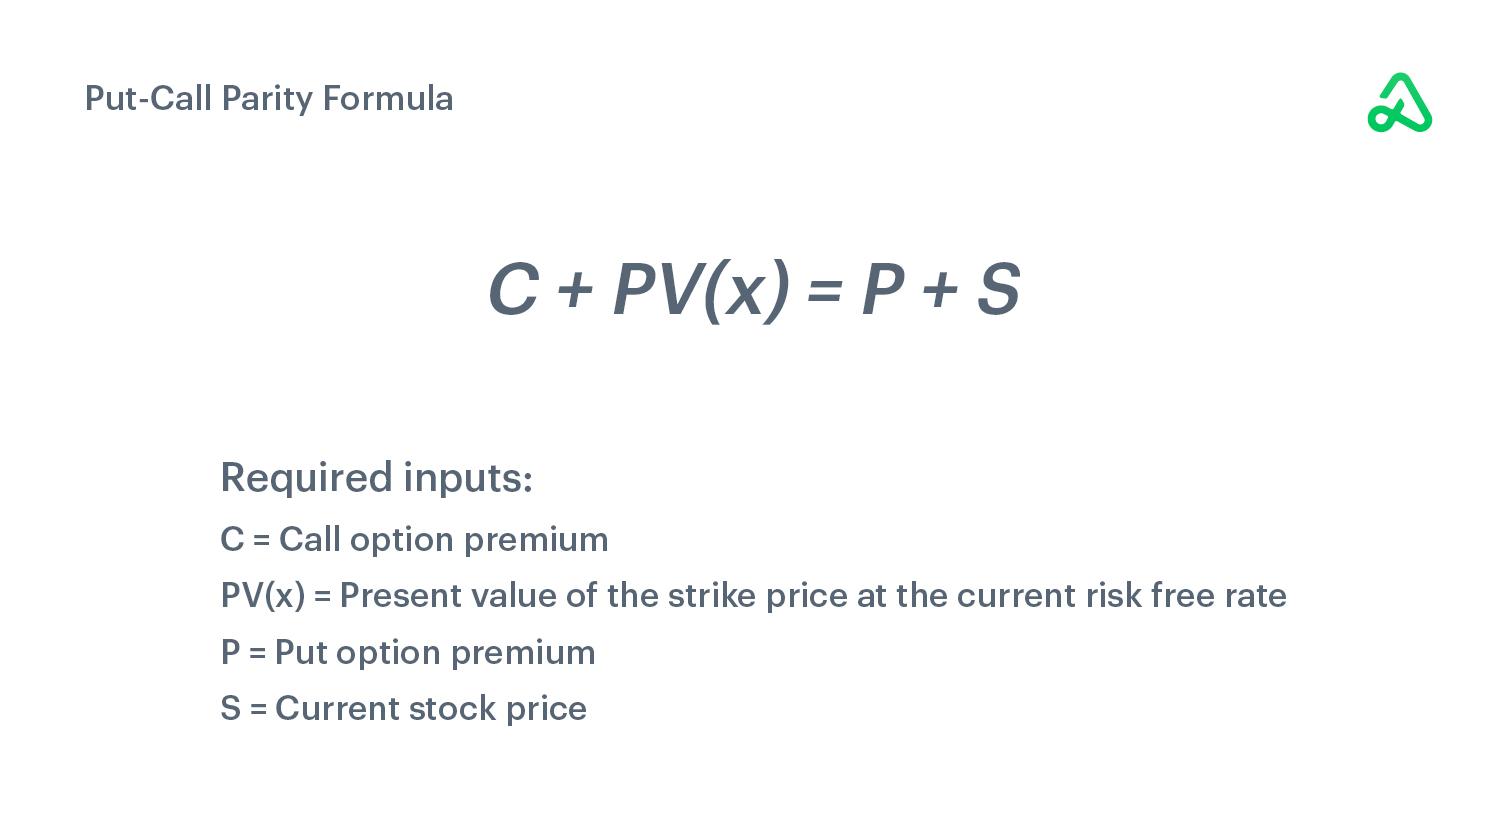 Put-Call Parity Formula
C + PV(x) = P + S
Required inputs:
C = Call option premium
PV(x) = Present value of the strike price at the current risk free rate
P = Put option premium
S = Current stock price